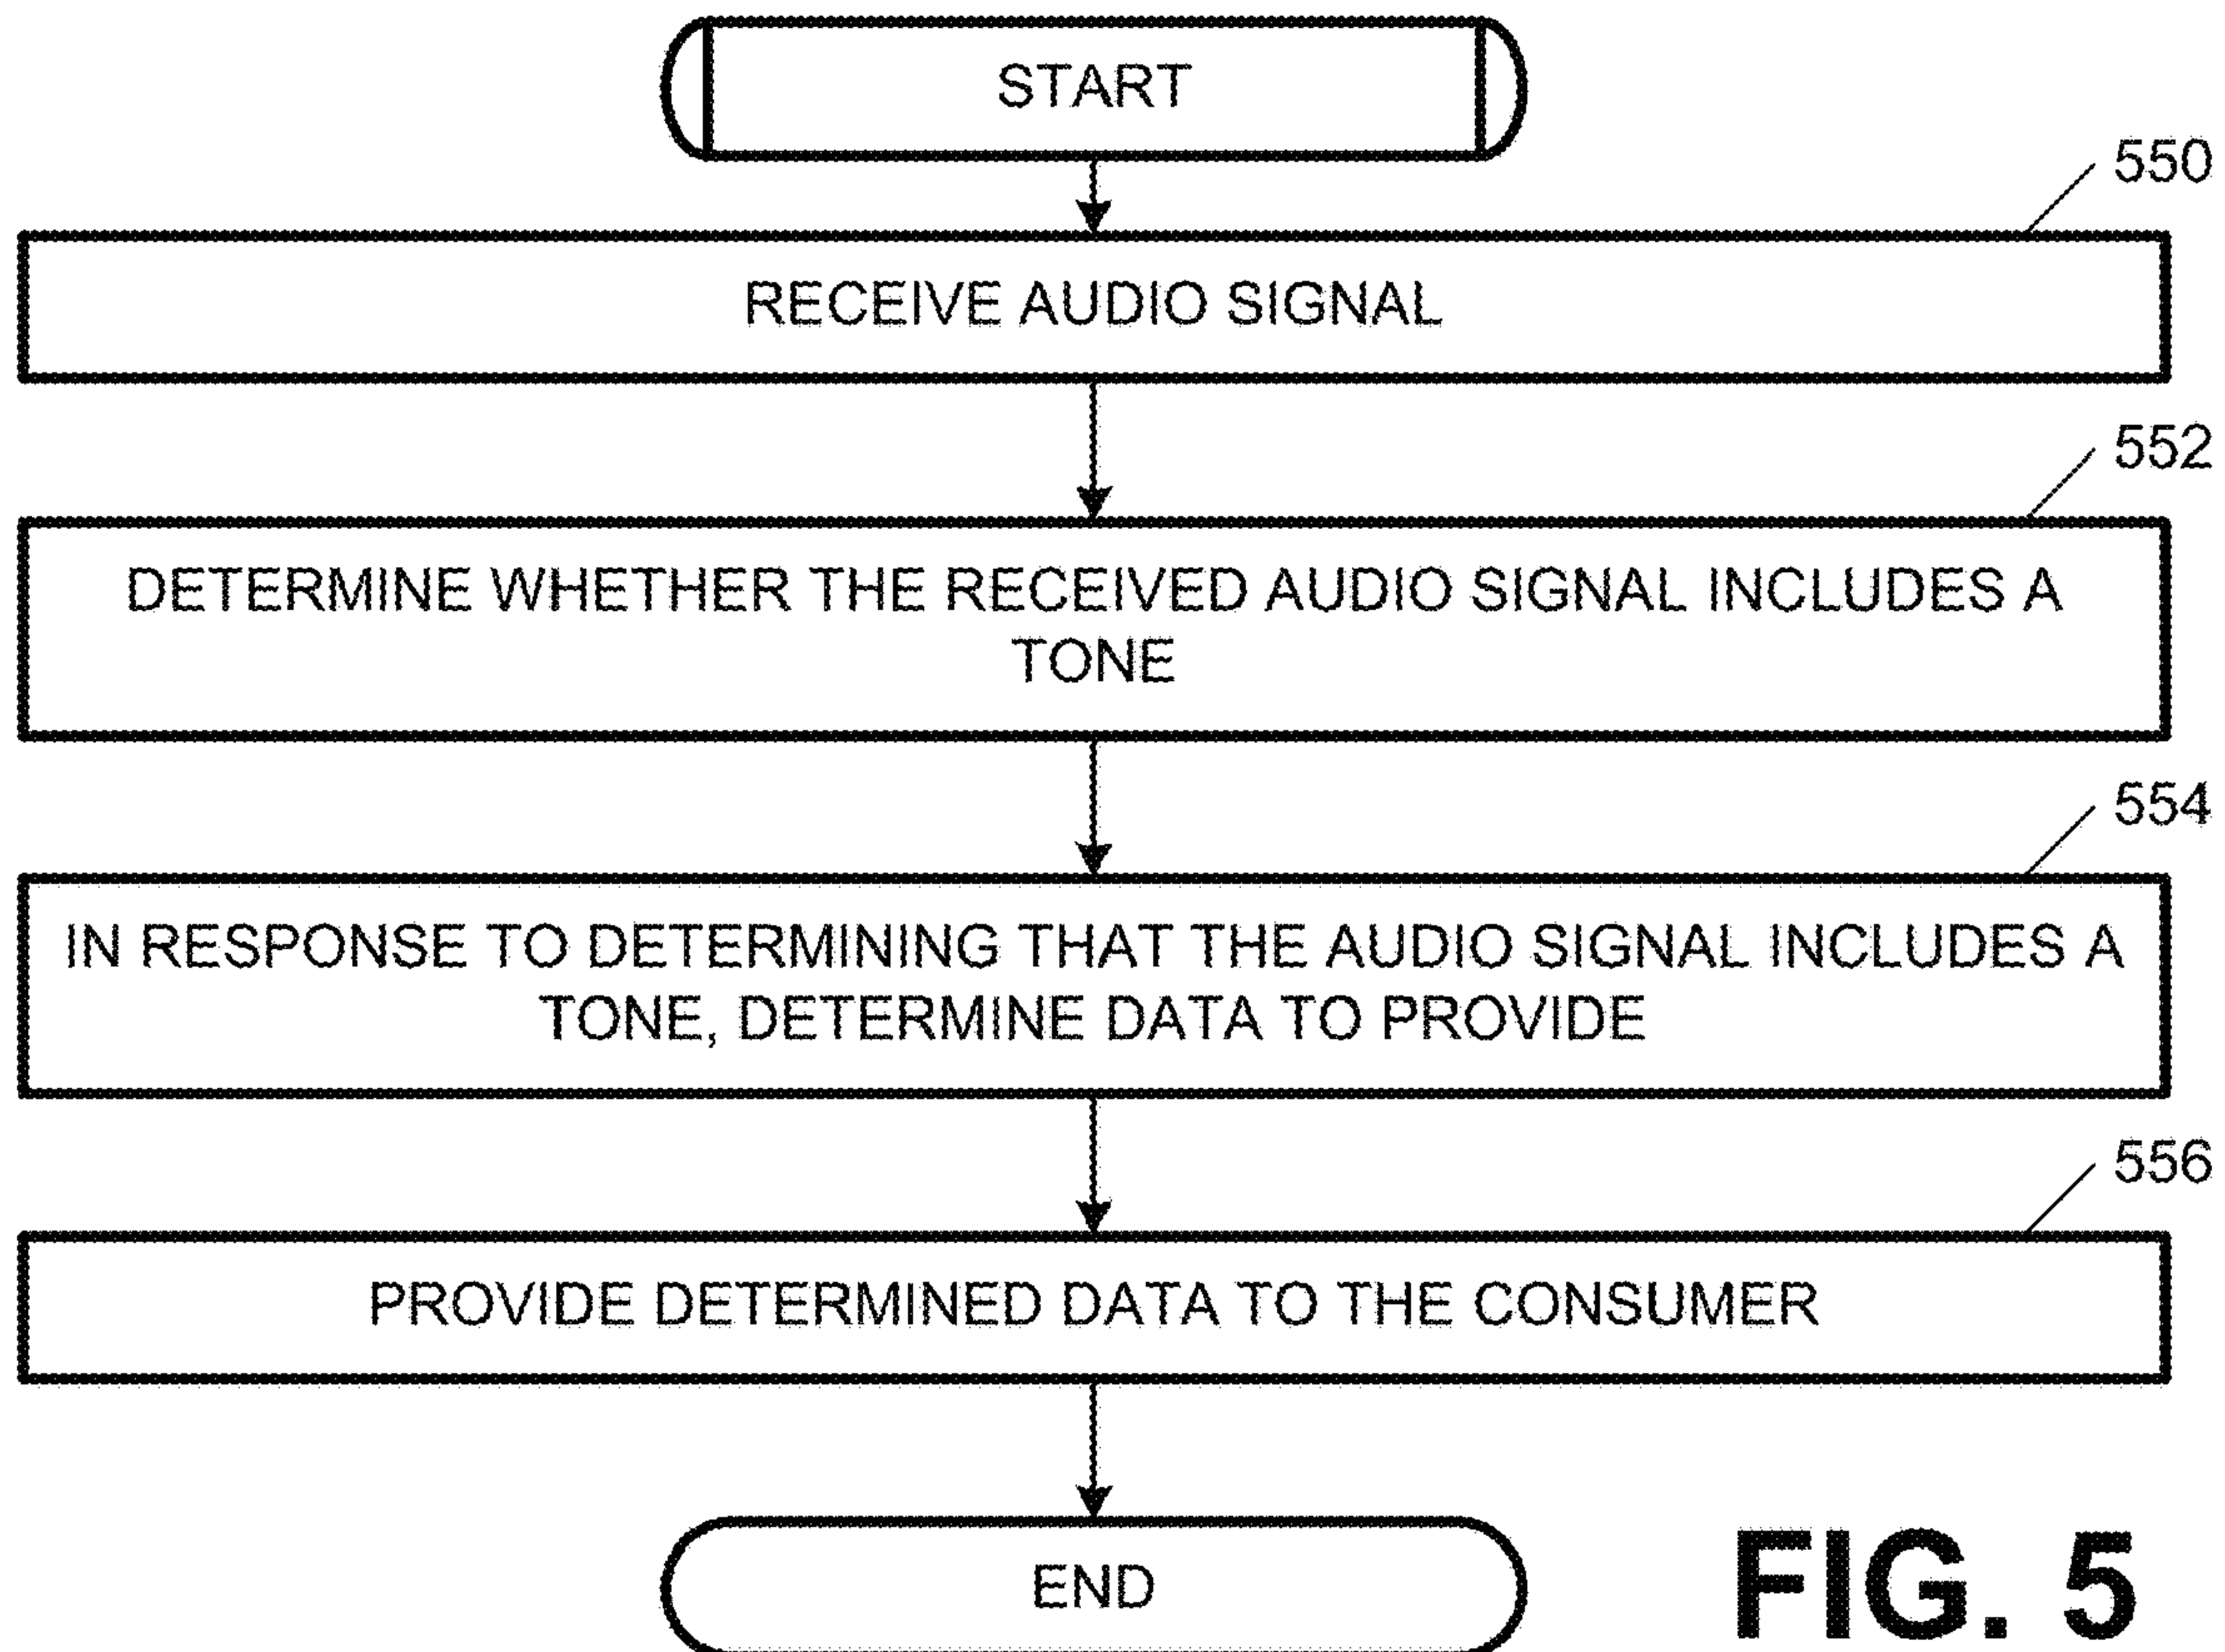 START
550
RECEIVE AUDIO SIGNAL
552
DETERMINE WHETHER THE RECEIVED AUDIO SIGNAL INCLUDES A
TONE
554
IN RESPONSE TO DETERMINING THAT THE AUDIO SIGNAL INCLUDES A
TONE, DETERMINE DATA TO PROVIDE
556
PROVIDE DETERMINED DATA TO THE CONSUMER
END
FIG. 5